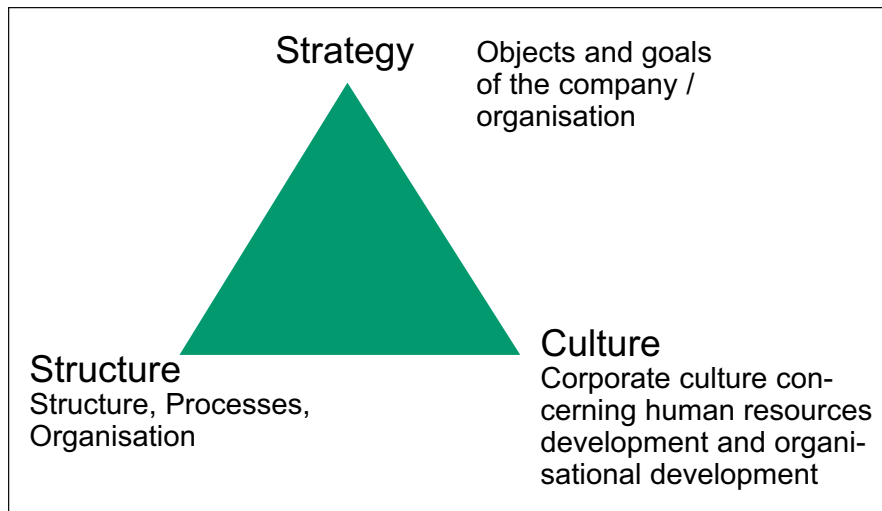 Strategy
Objects and goals
of the company /
organisation
Structure
Structure, Processes,
Organisation
Culture
Corporate culture con-
cerning human resources
development and organi-
sational development